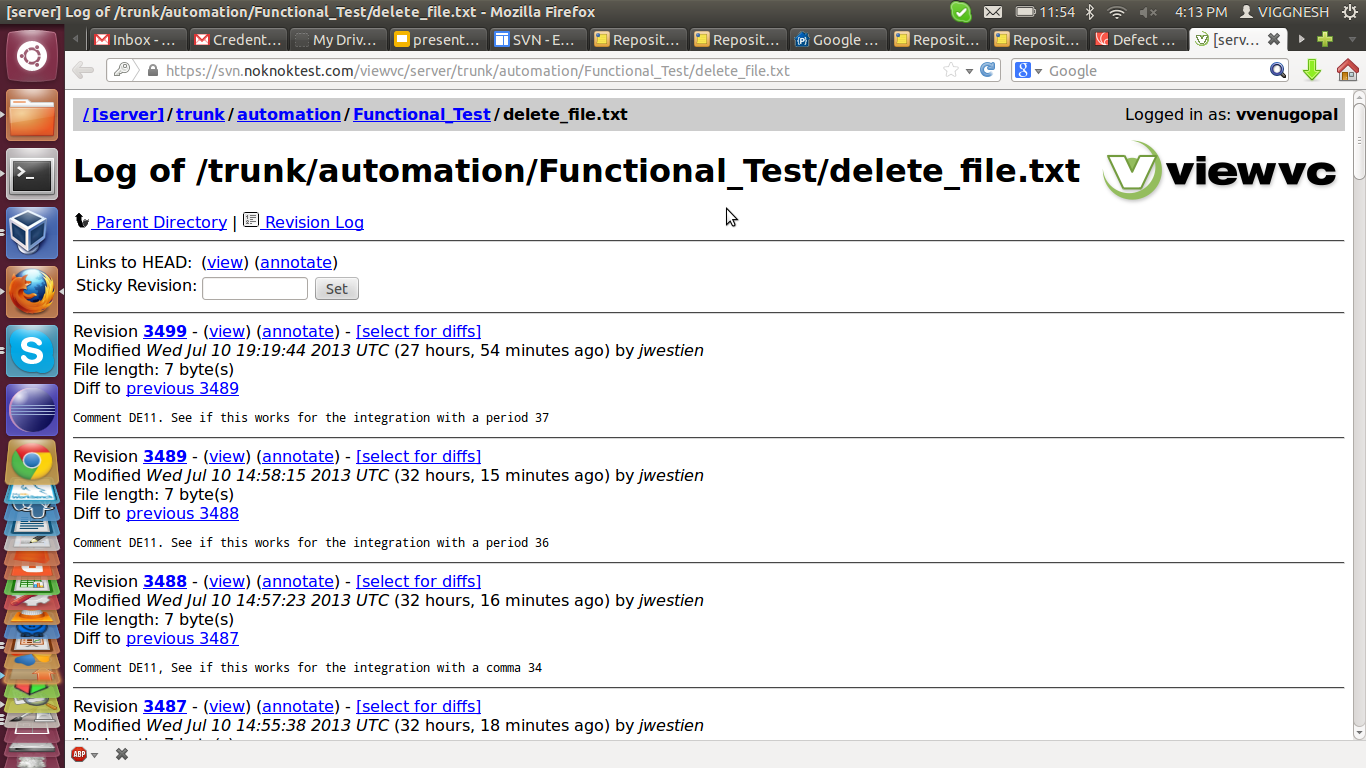 [server] Log of /trunk/automation/Functional_Test/delete_file.txt - Mozilla Firefox
11:54 4:13 PM VIGGNESH
Inbox - ... Credent... My Driv... present... SVN - E... Reposit... Reposit... Google ... Reposit... Reposit... Defect ... [serv...
https://svn.noknoktest.com/viewvc/server/trunk/automation/Functional_Test/delete_file.txt Google
/ [server] / trunk / automation / Functional_Test / delete_file.txt Logged in as: vvenugopal
Log of /trunk/automation/Functional_Test/delete_file.txt viewvc
Parent Directory | Revision Log
Links to HEAD: (view) (annotate)
Sticky Revision: Set
Revision 3499 - (view) (annotate) - [select for diffs]
Modified Wed Jul 10 19:19:44 2013 UTC (27 hours, 54 minutes ago) by jwestien
File length: 7 byte(s)
Diff to previous 3489
Comment DE11. See if this works for the integration with a period 37
Revision 3489 - (view) (annotate) - [select for diffs]
Modified Wed Jul 10 14:58:15 2013 UTC (32 hours, 15 minutes ago) by jwestien
File length: 7 byte(s)
Diff to previous 3488
Comment DE11. See if this works for the integration with a period 36
Revision 3488 - (view) (annotate) - [select for diffs]
Modified Wed Jul 10 14:57:23 2013 UTC (32 hours, 16 minutes ago) by jwestien
File length: 7 byte(s)
Diff to previous 3487
Comment DE11, See if this works for the integration with a comma 34
Revision 3487 - (view) (annotate) - [select for diffs]
Modified Wed Jul 10 14:55:38 2013 UTC (32 hours, 18 minutes ago) by jwestien
ABP